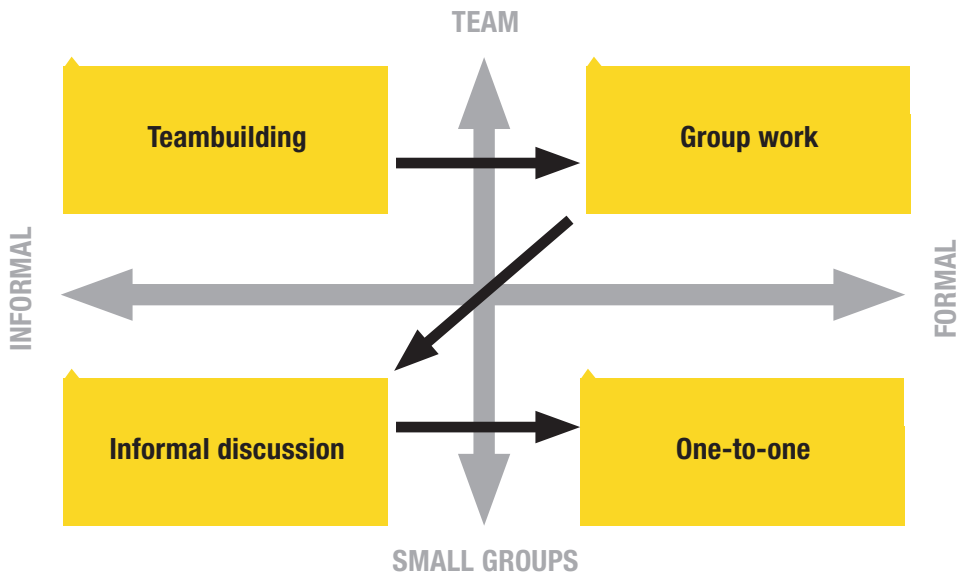 TEAM
Teambuilding
Group work
INFORMAL
FORMAL
Informal discussion
One-to-one
SMALL GROUPS